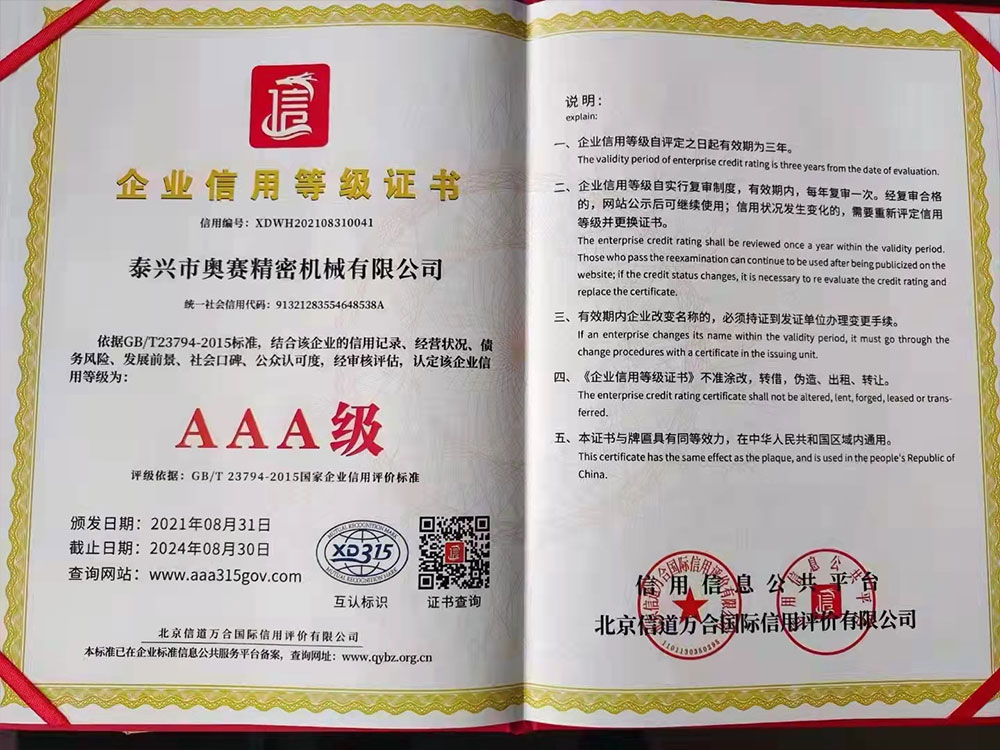 信
企业信用等级证书
信用编号：XDWH202108310041
泰兴市奥赛精密机械有限公司
统一社会信用代码：91321283554648538A
依据GB/T23794-2015标准，结合该企业的信用记录、经营状况、债
务风险、发展前景、社会口碑、公众认可度，经审核评估，认定该企业信
用等级为：
AAA级
评级依据：GB/T 23794-2015国家企业信用评价标准
颁发日期：2021年08月31日
截止日期：2024年08月30日
查询网站：www.aaa315gov.com
MUTUAL RECOGNITION MARK
XD315
MUTUAL RECOGNITION MARK
互认标识
信
证书查询
北京信道万合国际信用评价有限公司
本标准已在企业标准信息公共服务平台备案，查询网址：www.qybz.org.cn
说明：
explain:
一、企业信用等级自评定之日起有效期为三年。
The validity period of enterprise credit rating is three years from the date of evaluation.
二、企业信用等级自实行复审制度，有效期内，每年复审一次。经复审合格
的，网站公示后可继续使用；信用状况发生变化的，需要重新评定信用
等级并更换证书。
The enterprise credit rating shall be reviewed once a year within the validity period.
Those who pass the reexamination can continue to be used after being publicized on the
website; if the credit status changes, it is necessary to re evaluate the credit rating and
replace the certificate.
三、有效期内企业改变名称的，必须持证到发证单位办理变更手续。
If an enterprise changes its name within the validity period, it must go through the
change procedures with a certificate in the issuing unit.
四、《企业信用等级证书》不准涂改，转借，伪造、出租、转让。
The enterprise credit rating certificate shall not be altered, lent, forged, leased or trans-
ferred.
五、本证书与牌匾具有同等效力，在中华人民共和国区域内通用。
This certificate has the same effect as the plaque, and is used in the people's Republic of
China.
信用信息公共平台
北京信道万合国际信用评价有限公司